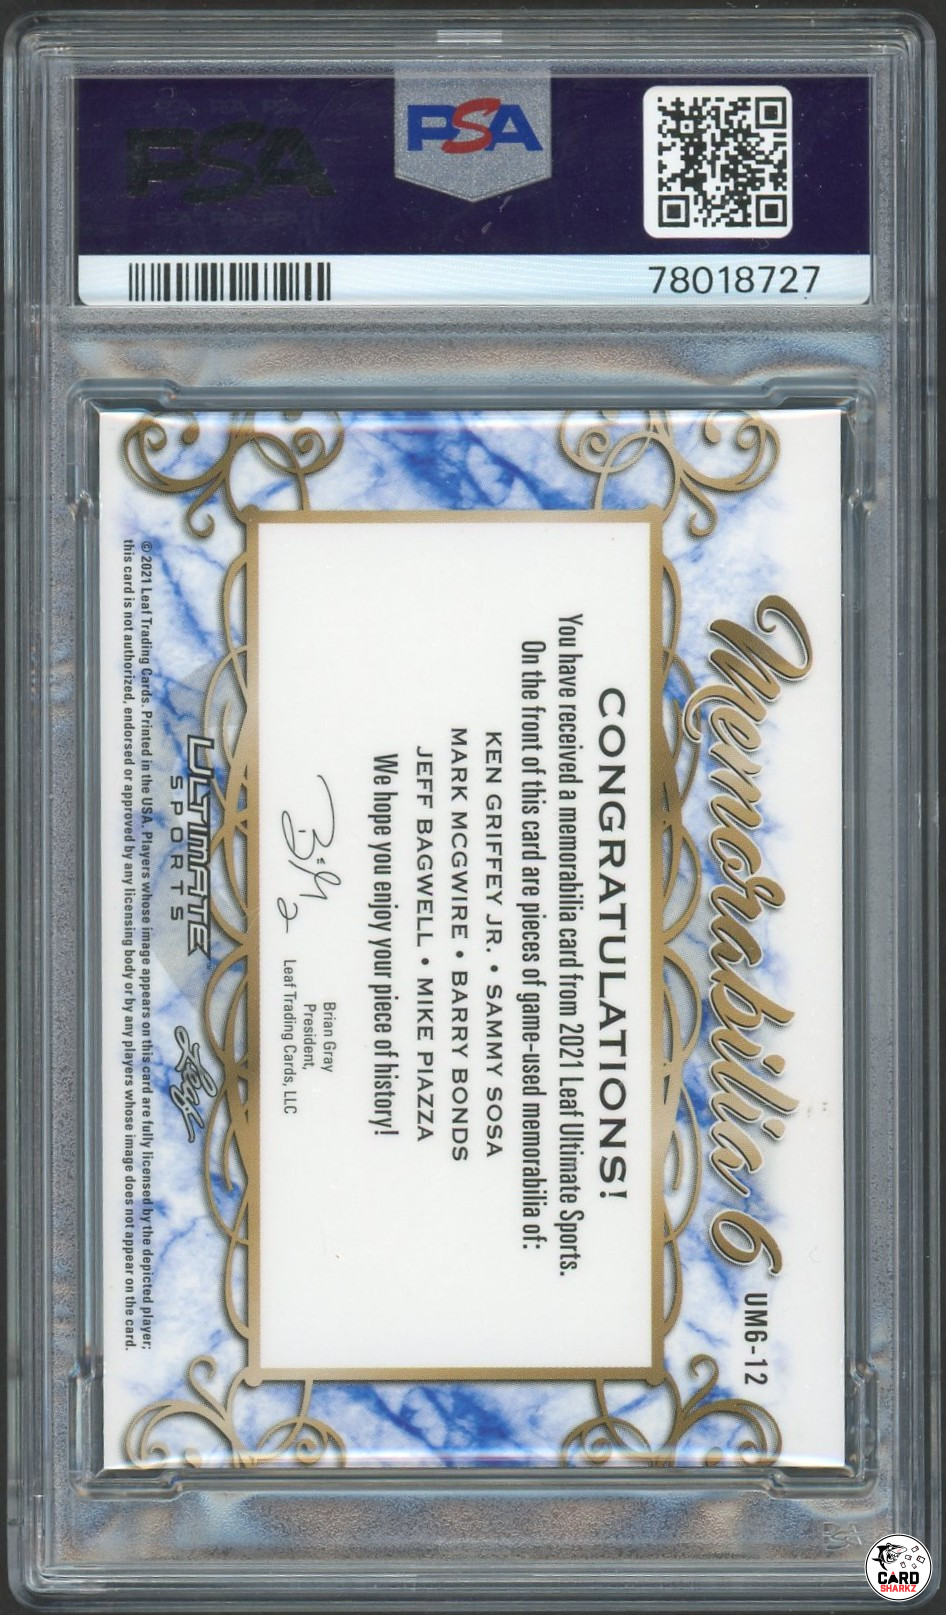 PSA
PSA
78018727
Memorabilia 6
UM6-12
CONGRATULATIONS!
You have received a memorabilia card from 2021 Leaf Ultimate Sports.
On the front of this card are pieces of game-used memorabilia of:
KEN GRIFFEY JR. • SAMMY SOSA
MARK MCGWIRE • BARRY BONDS
JEFF BAGWELL • MIKE PIAZZA
We hope you enjoy your piece of history!
Brian Gray
President,
Leaf Trading Cards, LLC
ULTIMATE
SPORTS
Leaf
© 2021 Leaf Trading Cards. Printed in the USA. Players whose image appears on this card are fully licensed by the depicted player;
this card is not authorized, endorsed or approved by any licensing body or by any players whose image does not appear on the card.
PSA
CARD
SHARKZ